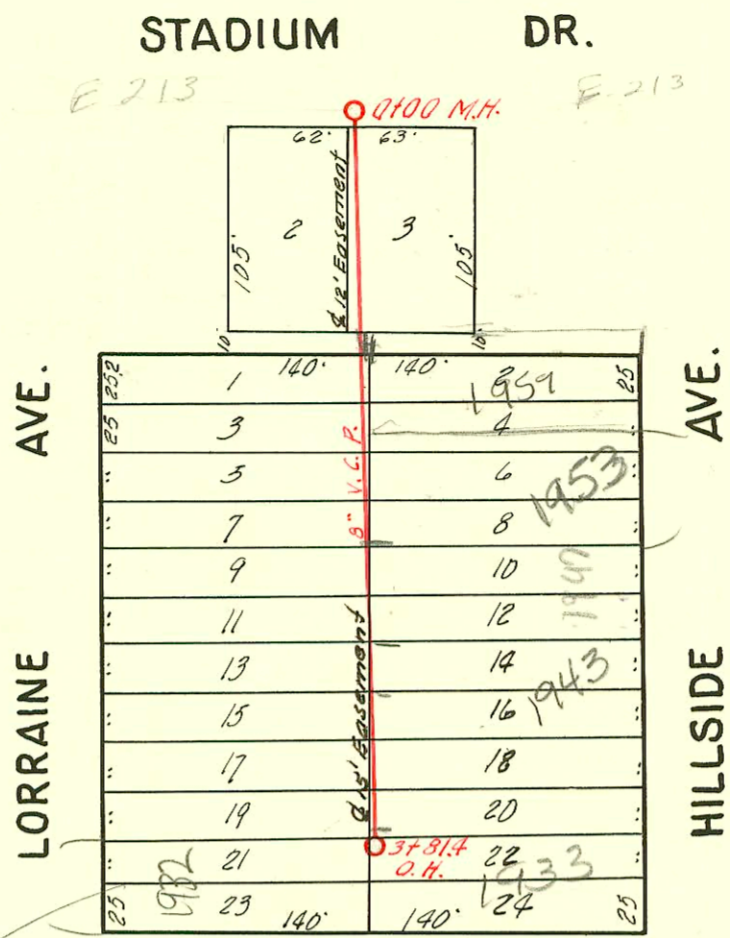 STADIUM DR.
E 213 E. 213
0+00 M.H.
62' 63'
2 3
105' 105'
℄ 12' Easement
10' 10'
140' 140'
252 25
1 2
1959
25 3 4
5 6
1953
8" V.C.P.
7 8
9 10
1947
11 12
13 14
1943
15 16
℄ 15' Easement
17 18
19 20
3+81.4
O.H.
21 22
1932 1933
25 23 24 25
140' 140'
LORRAINE AVE.
HILLSIDE AVE.